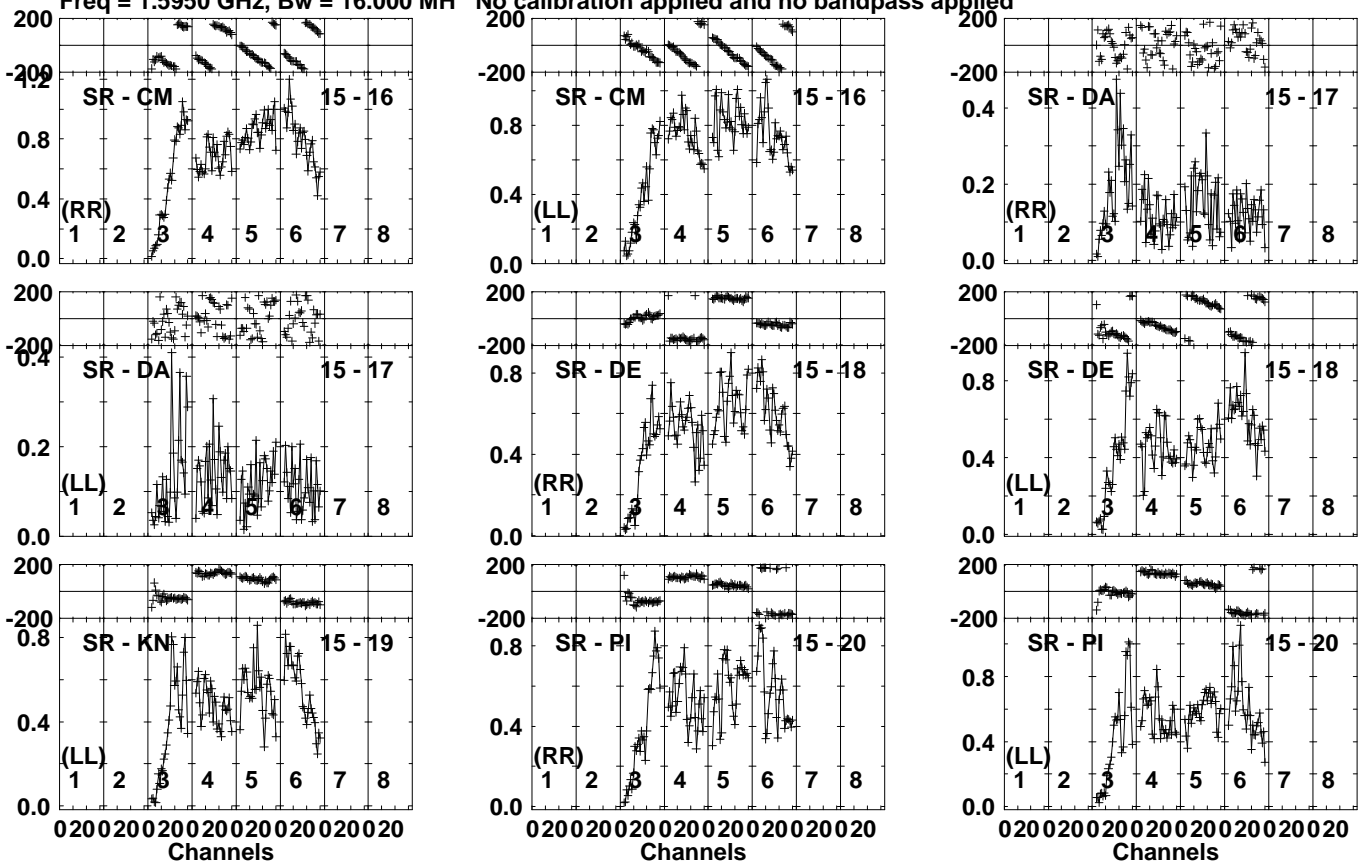 Freq = 1.5950 GHz, Bw = 16.000 MH No calibration applied and no bandpass applied
200 200 200
-200 -200 -200
1.2
SR - CM 15 - 16 SR - CM 15 - 16 SR - DA 15 - 17
0.8 0.8 0.4
0.4 0.4 0.2
(RR) (LL) (RR)
1 2 3 4 5 6 7 8 1 2 3 4 5 6 7 8 1 2 3 4 5 6 7 8
0.0 0.0 0.0
200 200 200
-200 -200 -200
0.4
SR - DA 15 - 17 SR - DE 15 - 18 SR - DE 15 - 18
0.8 0.8
0.2 0.4 0.4
(LL) (RR) (LL)
1 2 3 4 5 6 7 8 1 2 3 4 5 6 7 8 1 2 3 4 5 6 7 8
0.0 0.0 0.0
200 200 200
-200 -200 -200
SR - KN 15 - 19 SR - PI 15 - 20 SR - PI 15 - 20
0.8 0.8 0.8
0.4 0.4 0.4
(LL) (RR) (LL)
1 2 3 4 5 6 7 8 1 2 3 4 5 6 7 8 1 2 3 4 5 6 7 8
0.0 0.0 0.0
0 20 0 20 0 20 0 20 0 20 0 20 0 20 0 20 0 20 0 20 0 20 0 20 0 20 0 20 0 20 0 20 0 20 0 20 0 20 0 20 0 20 0 20 0 20 0 20
Channels Channels Channels